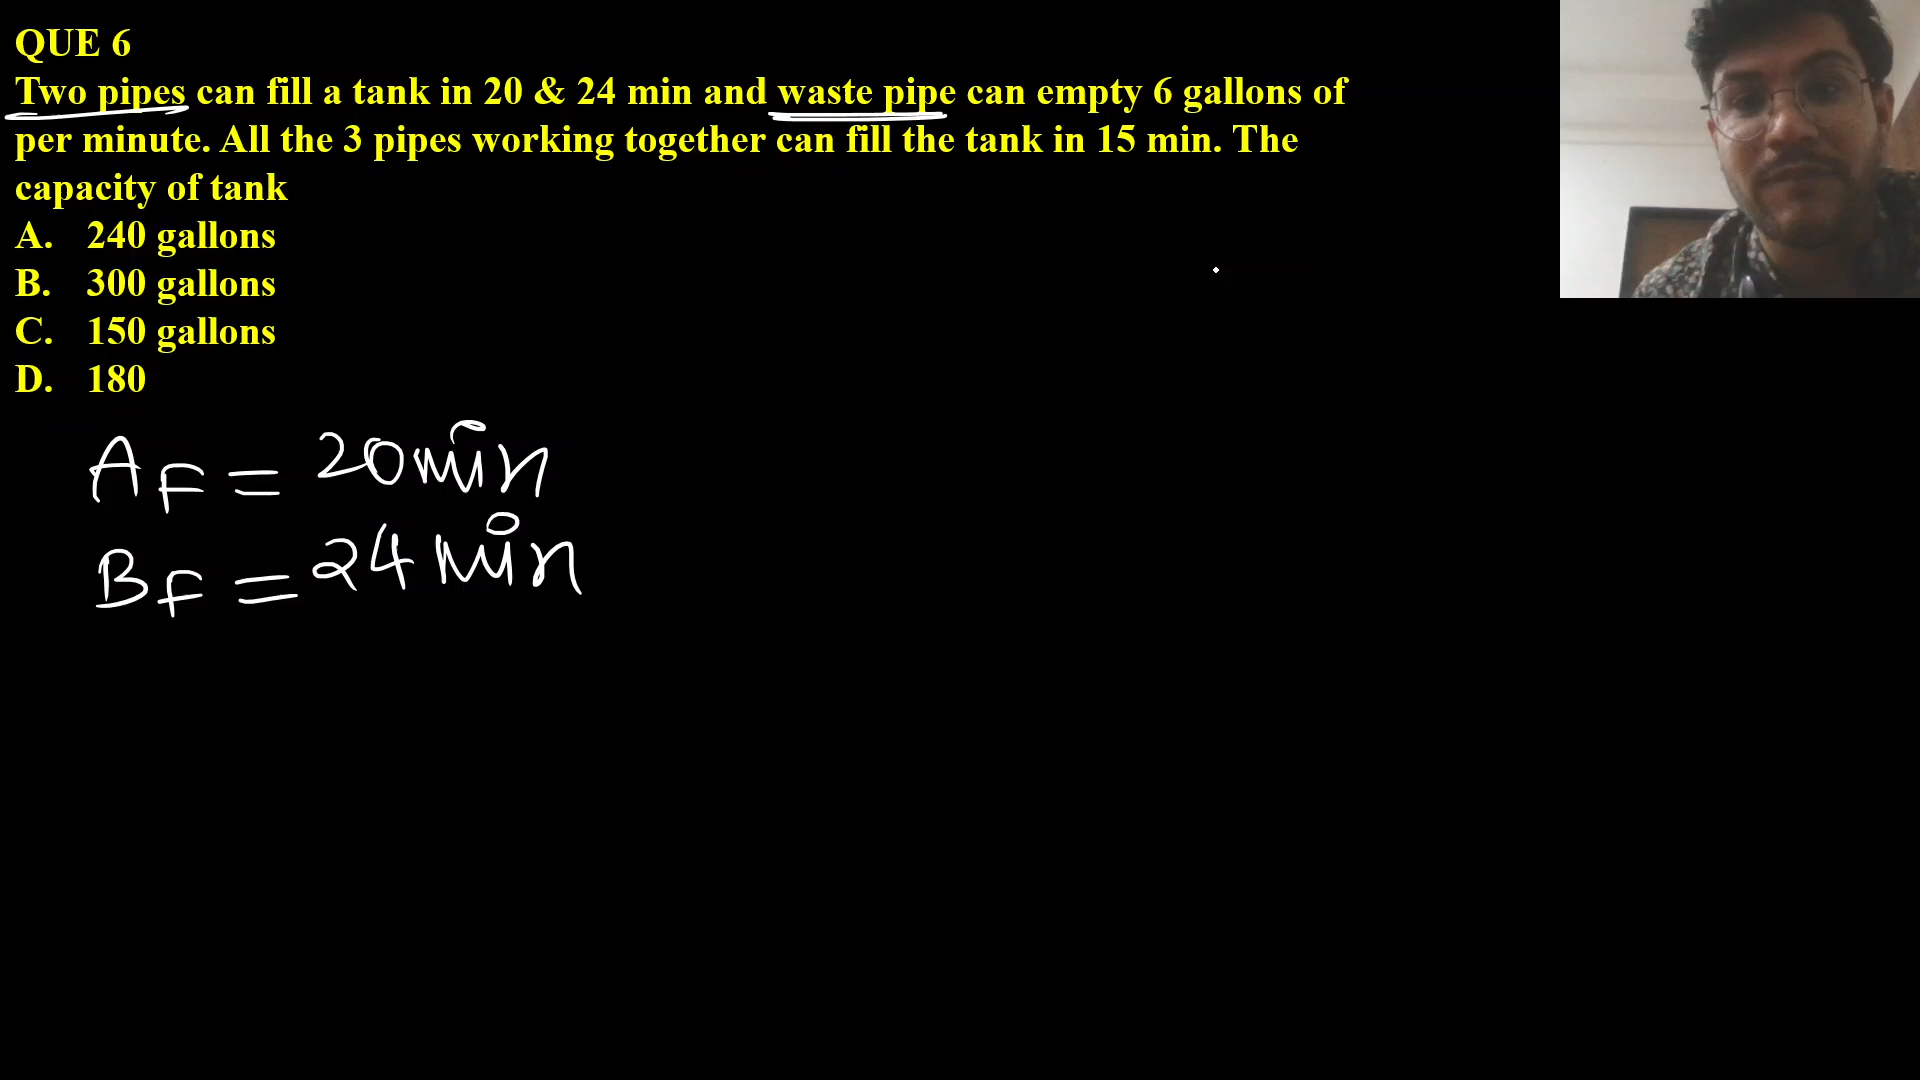 QUE 6
Two pipes can fill a tank in 20 & 24 min and waste pipe can empty 6 gallons of
per minute. All the 3 pipes working together can fill the tank in 15 min. The
capacity of tank
A. 240 gallons
B. 300 gallons
C. 150 gallons
D. 180
AF = 20min
BF = 24 min